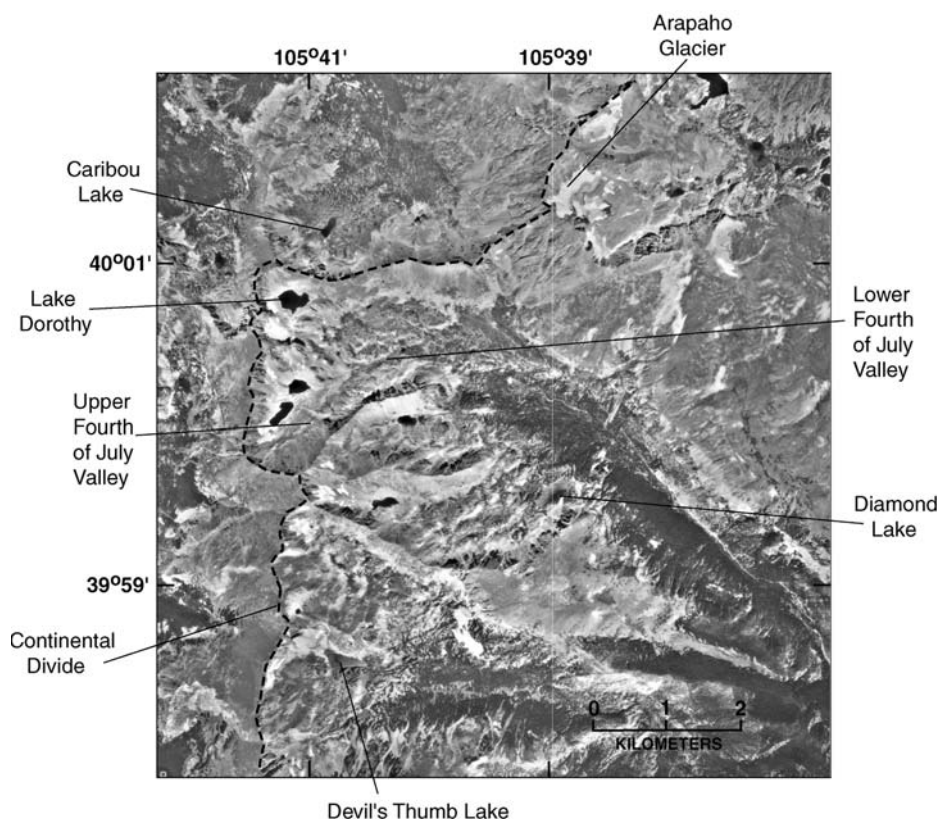 Arapaho
Glacier
105°41'
105°39'
Caribou
Lake
40°01'
Lake
Dorothy
Lower
Fourth
of July
Valley
Upper
Fourth
of July
Valley
Diamond
Lake
39°59'
Continental
Divide
0 1 2
KILOMETERS
Devil's Thumb Lake